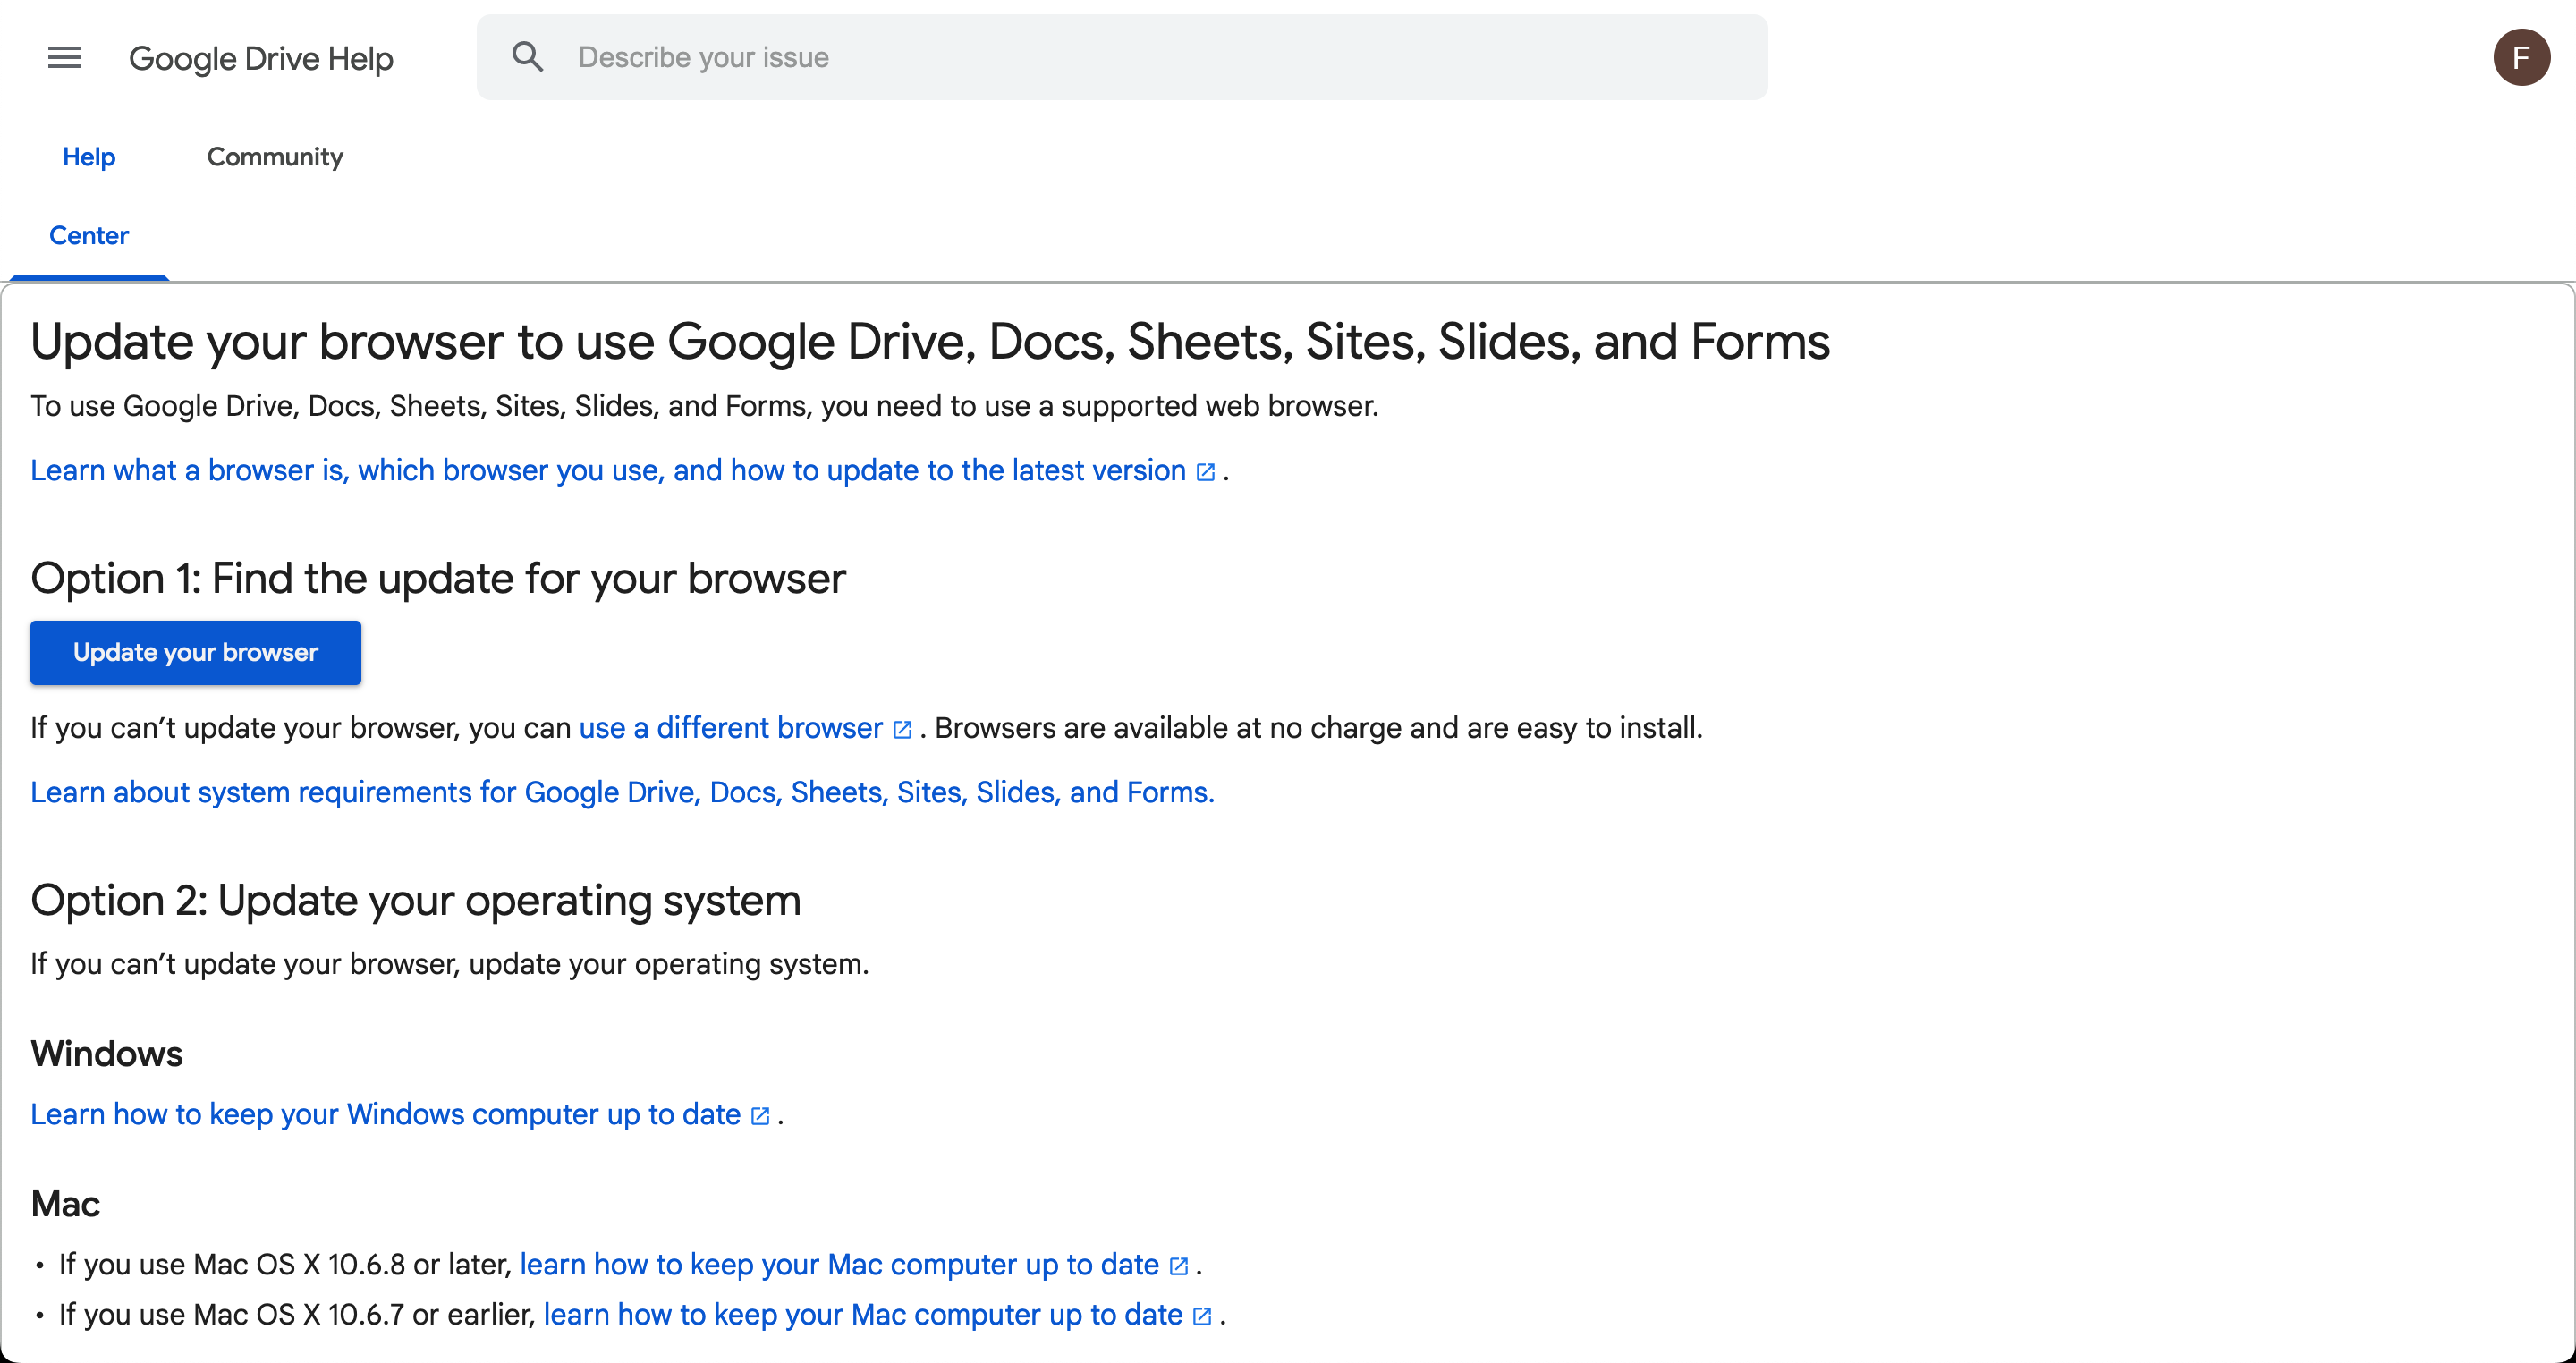 Google Drive Help
Describe your issue
F
Help Community
Center
Update your browser to use Google Drive, Docs, Sheets, Sites, Slides, and Forms
To use Google Drive, Docs, Sheets, Sites, Slides, and Forms, you need to use a supported web browser.
Learn what a browser is, which browser you use, and how to update to the latest version .
Option 1: Find the update for your browser
Update your browser
If you can’t update your browser, you can use a different browser . Browsers are available at no charge and are easy to install.
Learn about system requirements for Google Drive, Docs, Sheets, Sites, Slides, and Forms.
Option 2: Update your operating system
If you can’t update your browser, update your operating system.
Windows
Learn how to keep your Windows computer up to date .
Mac
• If you use Mac OS X 10.6.8 or later, learn how to keep your Mac computer up to date .
• If you use Mac OS X 10.6.7 or earlier, learn how to keep your Mac computer up to date .